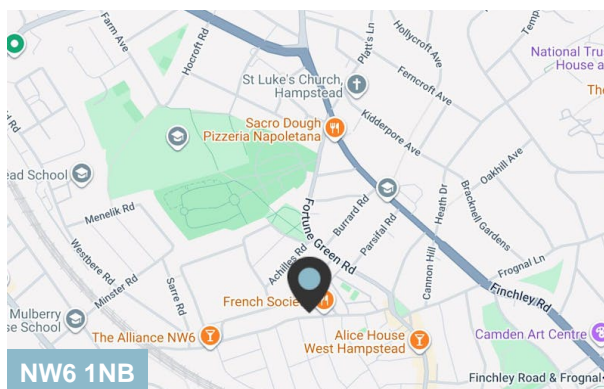 Farm Ave
Hocroft Rd
Platt's Ln
Hollycroft Ave
St Luke's Church,
Hampstead
Ferncroft Ave
National Tru
House a
Sacro Dough
Pizzeria Napoletana
Kidderpore Ave
Oakhill Ave
ead School
Menelik Rd
Fortune Green Rd
Burrard Rd
Parsifal Rd
Heath Dr
Bracknell Gardens
Westbere Rd
Minster Rd
Sarre Rd
Achilles Rd
Cannon Hill
Frognal Ln
Finchley Rd
French Socie
Mulberry
se School
The Alliance NW6
Alice House
West Hampstead
Camden Art Centre
NW6 1NB
Finchley Road & Frognal